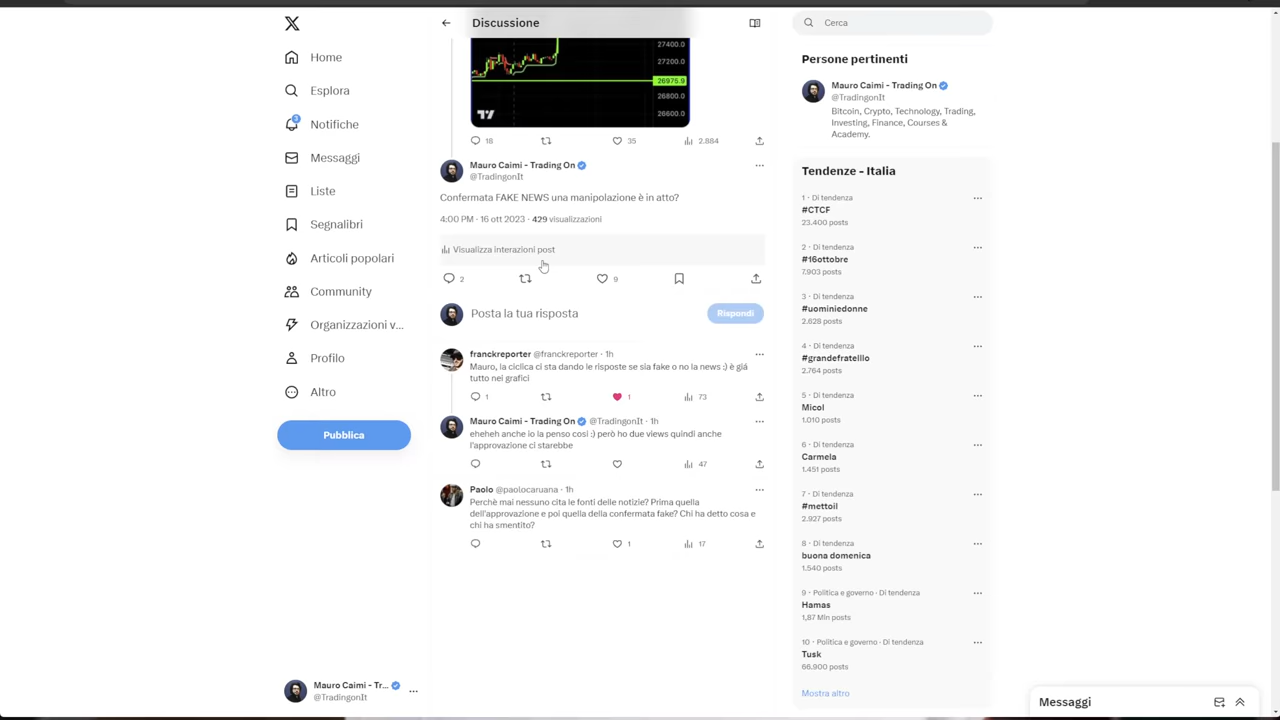 Home
Esplora
3
Notifiche
Messaggi
Liste
Segnalibri
Articoli popolari
Community
Organizzazioni v...
Profilo
Altro
Pubblica
Mauro Caimi - Tr...
@TradingonIt
Discussione
27400.0
27200.0
26975.9
26800.0
26600.0
18
35
2.884
Mauro Caimi - Trading On
@TradingonIt
Confermata FAKE NEWS una manipolazione è in atto?
4:00 PM · 16 ott 2023 · 429 visualizzazioni
Visualizza interazioni post
2
9
Posta la tua risposta
Rispondi
franckreporter @franckreporter · 1h
Mauro, la ciclica ci sta dando le risposte se sia fake o no la news :) è giá
tutto nei grafici
1
1
73
Mauro Caimi - Trading On @TradingonIt · 1h
eheheh anche io la penso cosi :) però ho due views quindi anche
l'approvazione ci starebbe
47
Paolo @paolocaruana · 1h
Perchè mai nessuno cita le fonti delle notizie? Prima quella
dell'approvazione e poi quella della confermata fake? Chi ha detto cosa e
chi ha smentito?
1
17
Cerca
Persone pertinenti
Mauro Caimi - Trading On
@TradingonIt
Bitcoin, Crypto, Technology, Trading,
Investing, Finance, Courses &
Academy.
Tendenze - Italia
1 · Di tendenza
#CTCF
23.400 posts
2 · Di tendenza
#16ottobre
7.903 posts
3 · Di tendenza
#uominiedonne
2.628 posts
4 · Di tendenza
#grandefratelllo
2.764 posts
5 · Di tendenza
Micol
1.010 posts
6 · Di tendenza
Carmela
1.451 posts
7 · Di tendenza
#mettoil
2.927 posts
8 · Di tendenza
buona domenica
1.540 posts
9 · Politica e governo · Di tendenza
Hamas
1,87 Mln posts
10 · Politica e governo · Di tendenza
Tusk
66.900 posts
Mostra altro
Messaggi